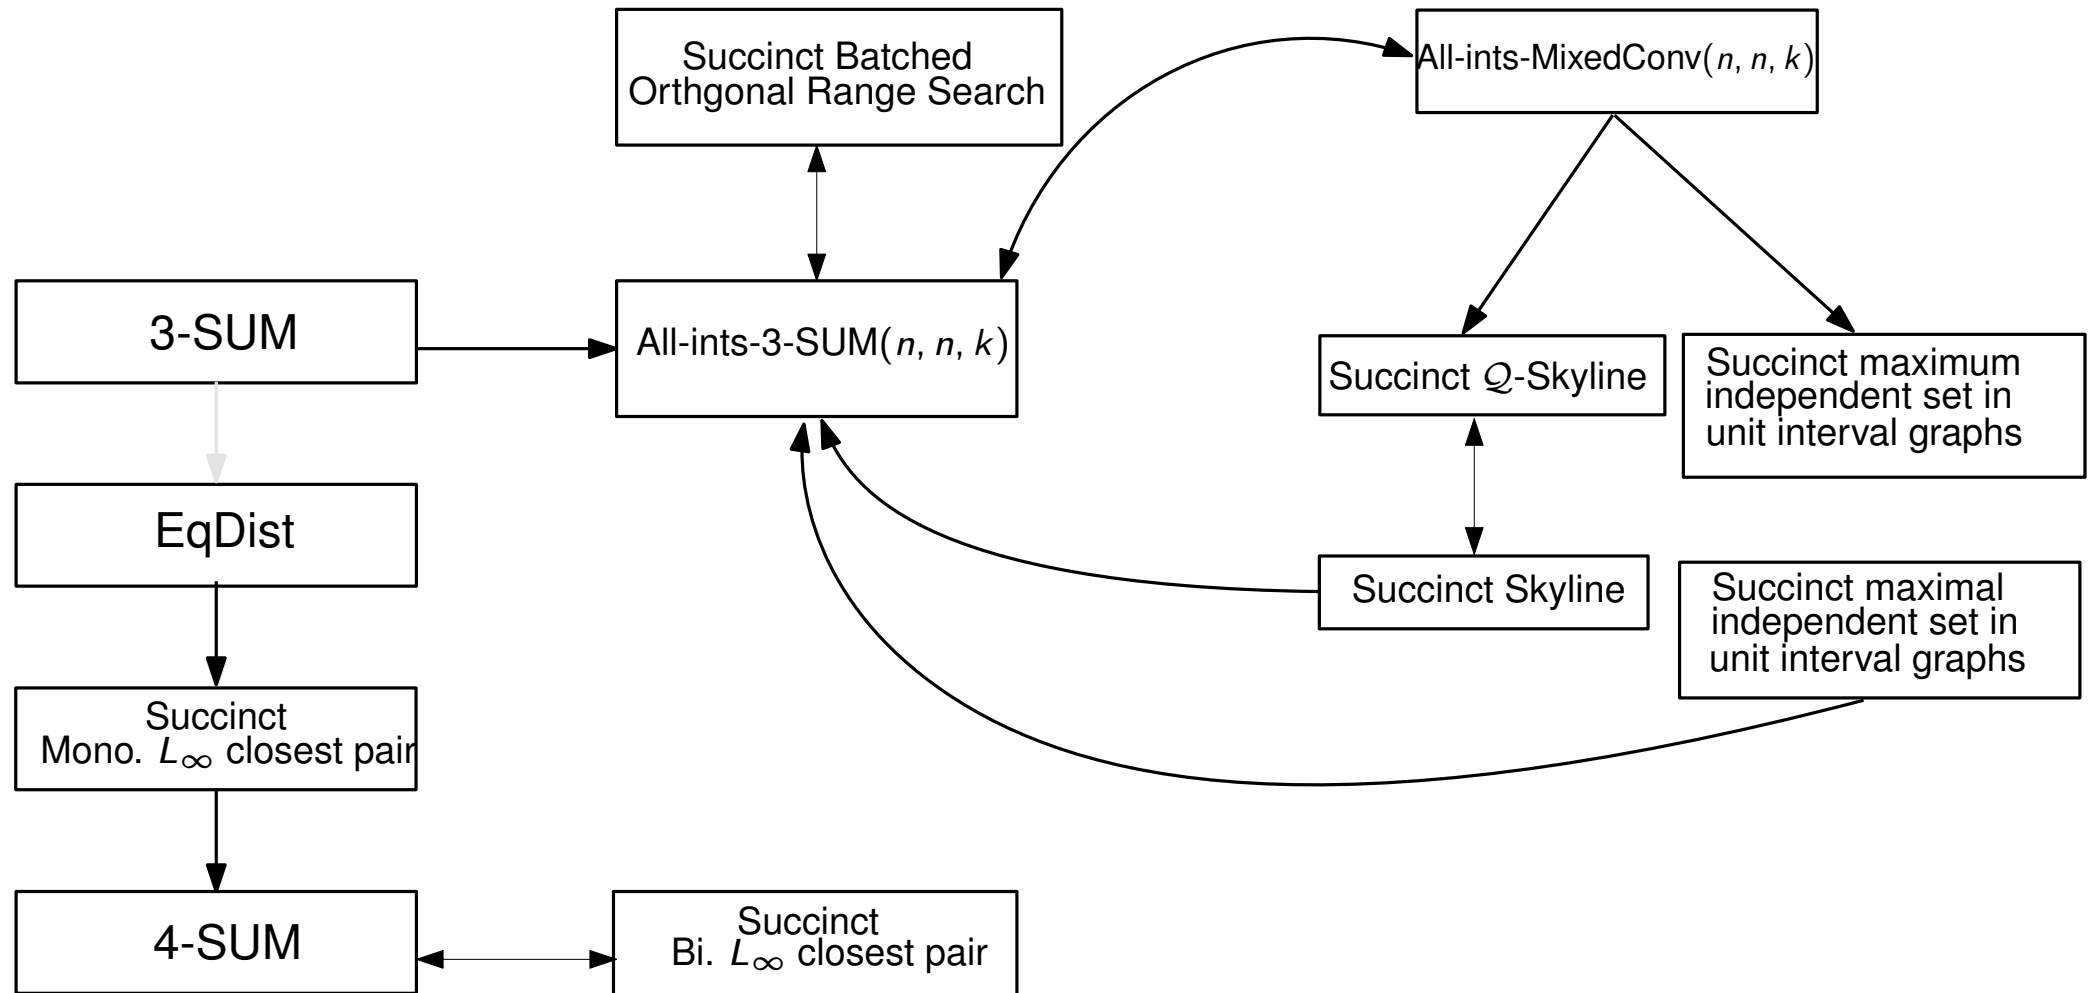 Succinct Batched
Orthgonal Range Search
All-ints-MixedConv(n, n, k)
3-SUM
All-ints-3-SUM(n, n, k)
Succinct 𝒬-Skyline
Succinct maximum
independent set in
unit interval graphs
EqDist
Succinct Skyline
Succinct maximal
independent set in
unit interval graphs
Succinct
Mono. L∞ closest pair
4-SUM
Succinct
Bi. L∞ closest pair